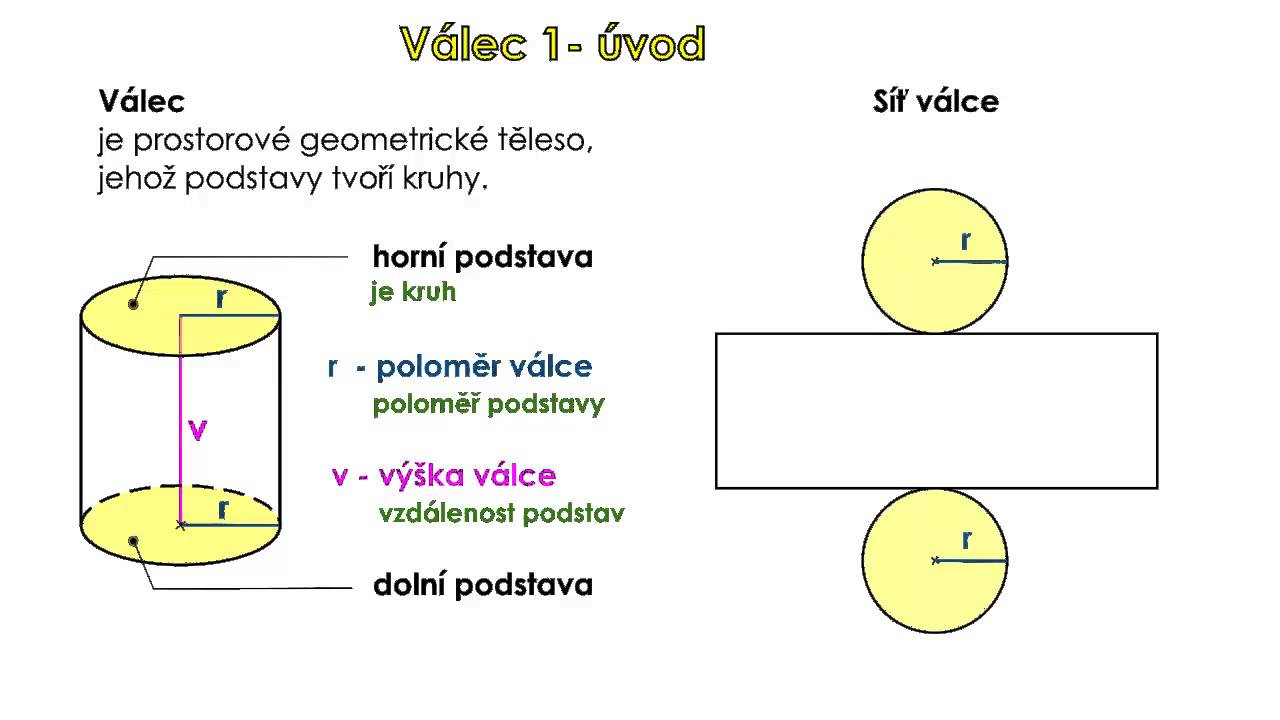 Válec 1- úvod
Válec
je prostorové geometrické těleso,
jehož podstavy tvoří kruhy.
horní podstava
je kruh
r
r - poloměr válce
poloměř podstavy
v
v - výška válce
vzdálenost podstav
r
dolní podstava
Síť válce
r
r